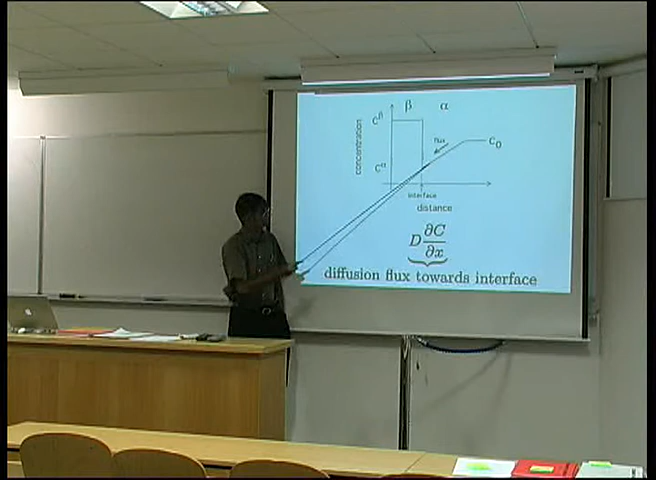 β α
C^β
concentration
flux
C₀
C^α
interface
distance
D ∂C/∂x
diffusion flux towards interface